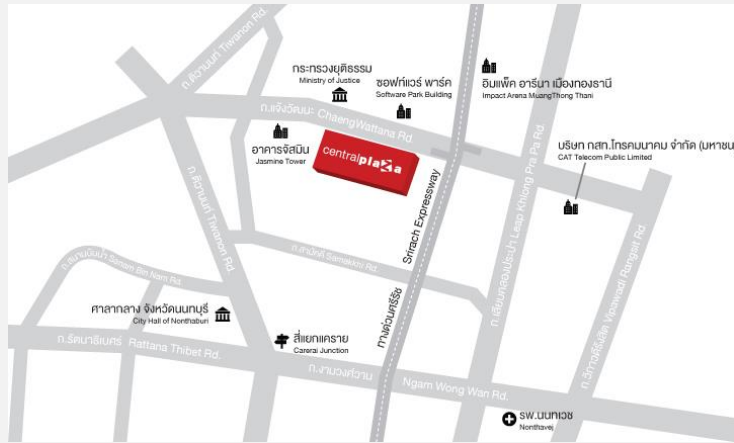 ถ.ติวานนท์ Tiwanon Rd.
กระทรวงยุติธรรม
Ministry of Justice
ซอฟท์แวร์ พาร์ค
Software Park Building
อิมแพ็ค อารีน่า เมืองทองธานี
Impact Arena MuangThong Thani
ถ.แจ้งวัฒนะ ChaengWattana Rd.
อาคารจัสมิน
Jasmine Tower
centralplaza
บริษัท กสท.โทรคมนาคม จำกัด (มหาชน
CAT Telecom Public Limited
ถ.ติวานนท์ Tiwanon Rd.
ถ.สามัคคี Samakkis Rd.
ถ.สนามบินน้ำ Sanam Bin Nam Rd.
ทางด่วนศรีรัช Srirach Expressway
ถ.เลียบคลองประปา Leap Khlong Pra Pa Rd
ถ.วิภาวดีรังสิต Vipawadi Rangsit Rd
ศาลากลาง จังหวัดนนทบุรี
City Hall of Nonthaburi
สี่แยกแคราย
Carerai Junction
ถ.รัตนาธิเบศร์ Rattana Thibet Rd.
ถ.งามวงศ์วาน Ngam Wong Wan Rd.
รพ.นนทเวช
Nonthavej